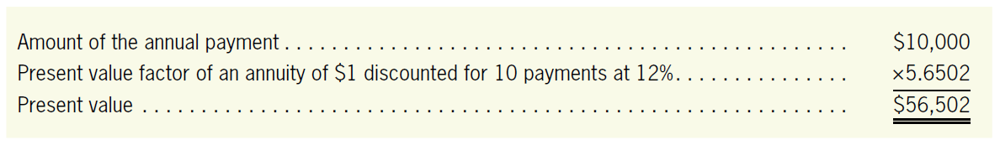 Amount of the annual payment . . . . . . . . . . . . . . . . . . . . . . . . . . . . . . . . . . . . . . . . . . . . . . . . $10,000
Present value factor of an annuity of $1 discounted for 10 payments at 12%. . . . . . . . . . . . . . . . ×5.6502
Present value . . . . . . . . . . . . . . . . . . . . . . . . . . . . . . . . . . . . . . . . . . . . . . . . . . . . . . . . . . . . $56,502